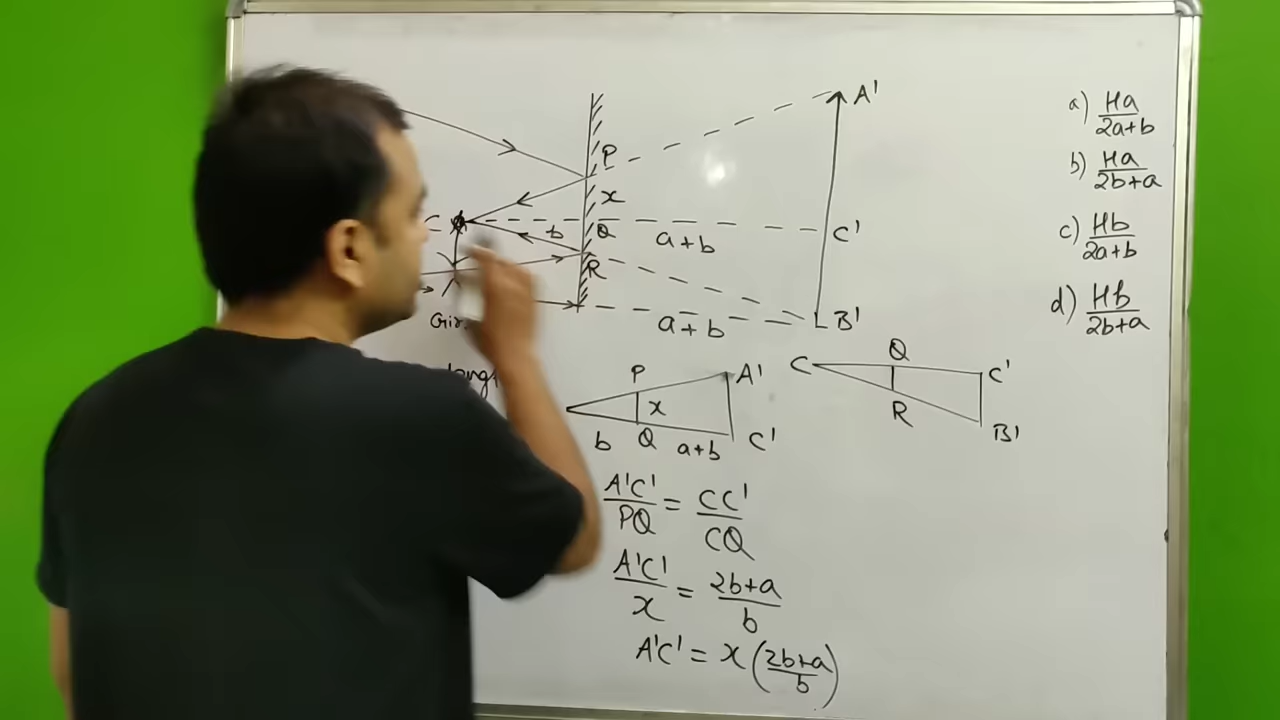 A'
P
x
C
b
Q
a+b
C'
R
a+b
B'
a) Ha/2a+b
b) Ha/2b+a
c) Hb/2a+b
d) Hb/2b+a
P
A'
x
b
Q
a+b
C'
C
Q
C'
R
B'
A'C'/PQ = CC'/CQ
A'C'/x = 2b+a/b
A'C' = x(2b+a/b)